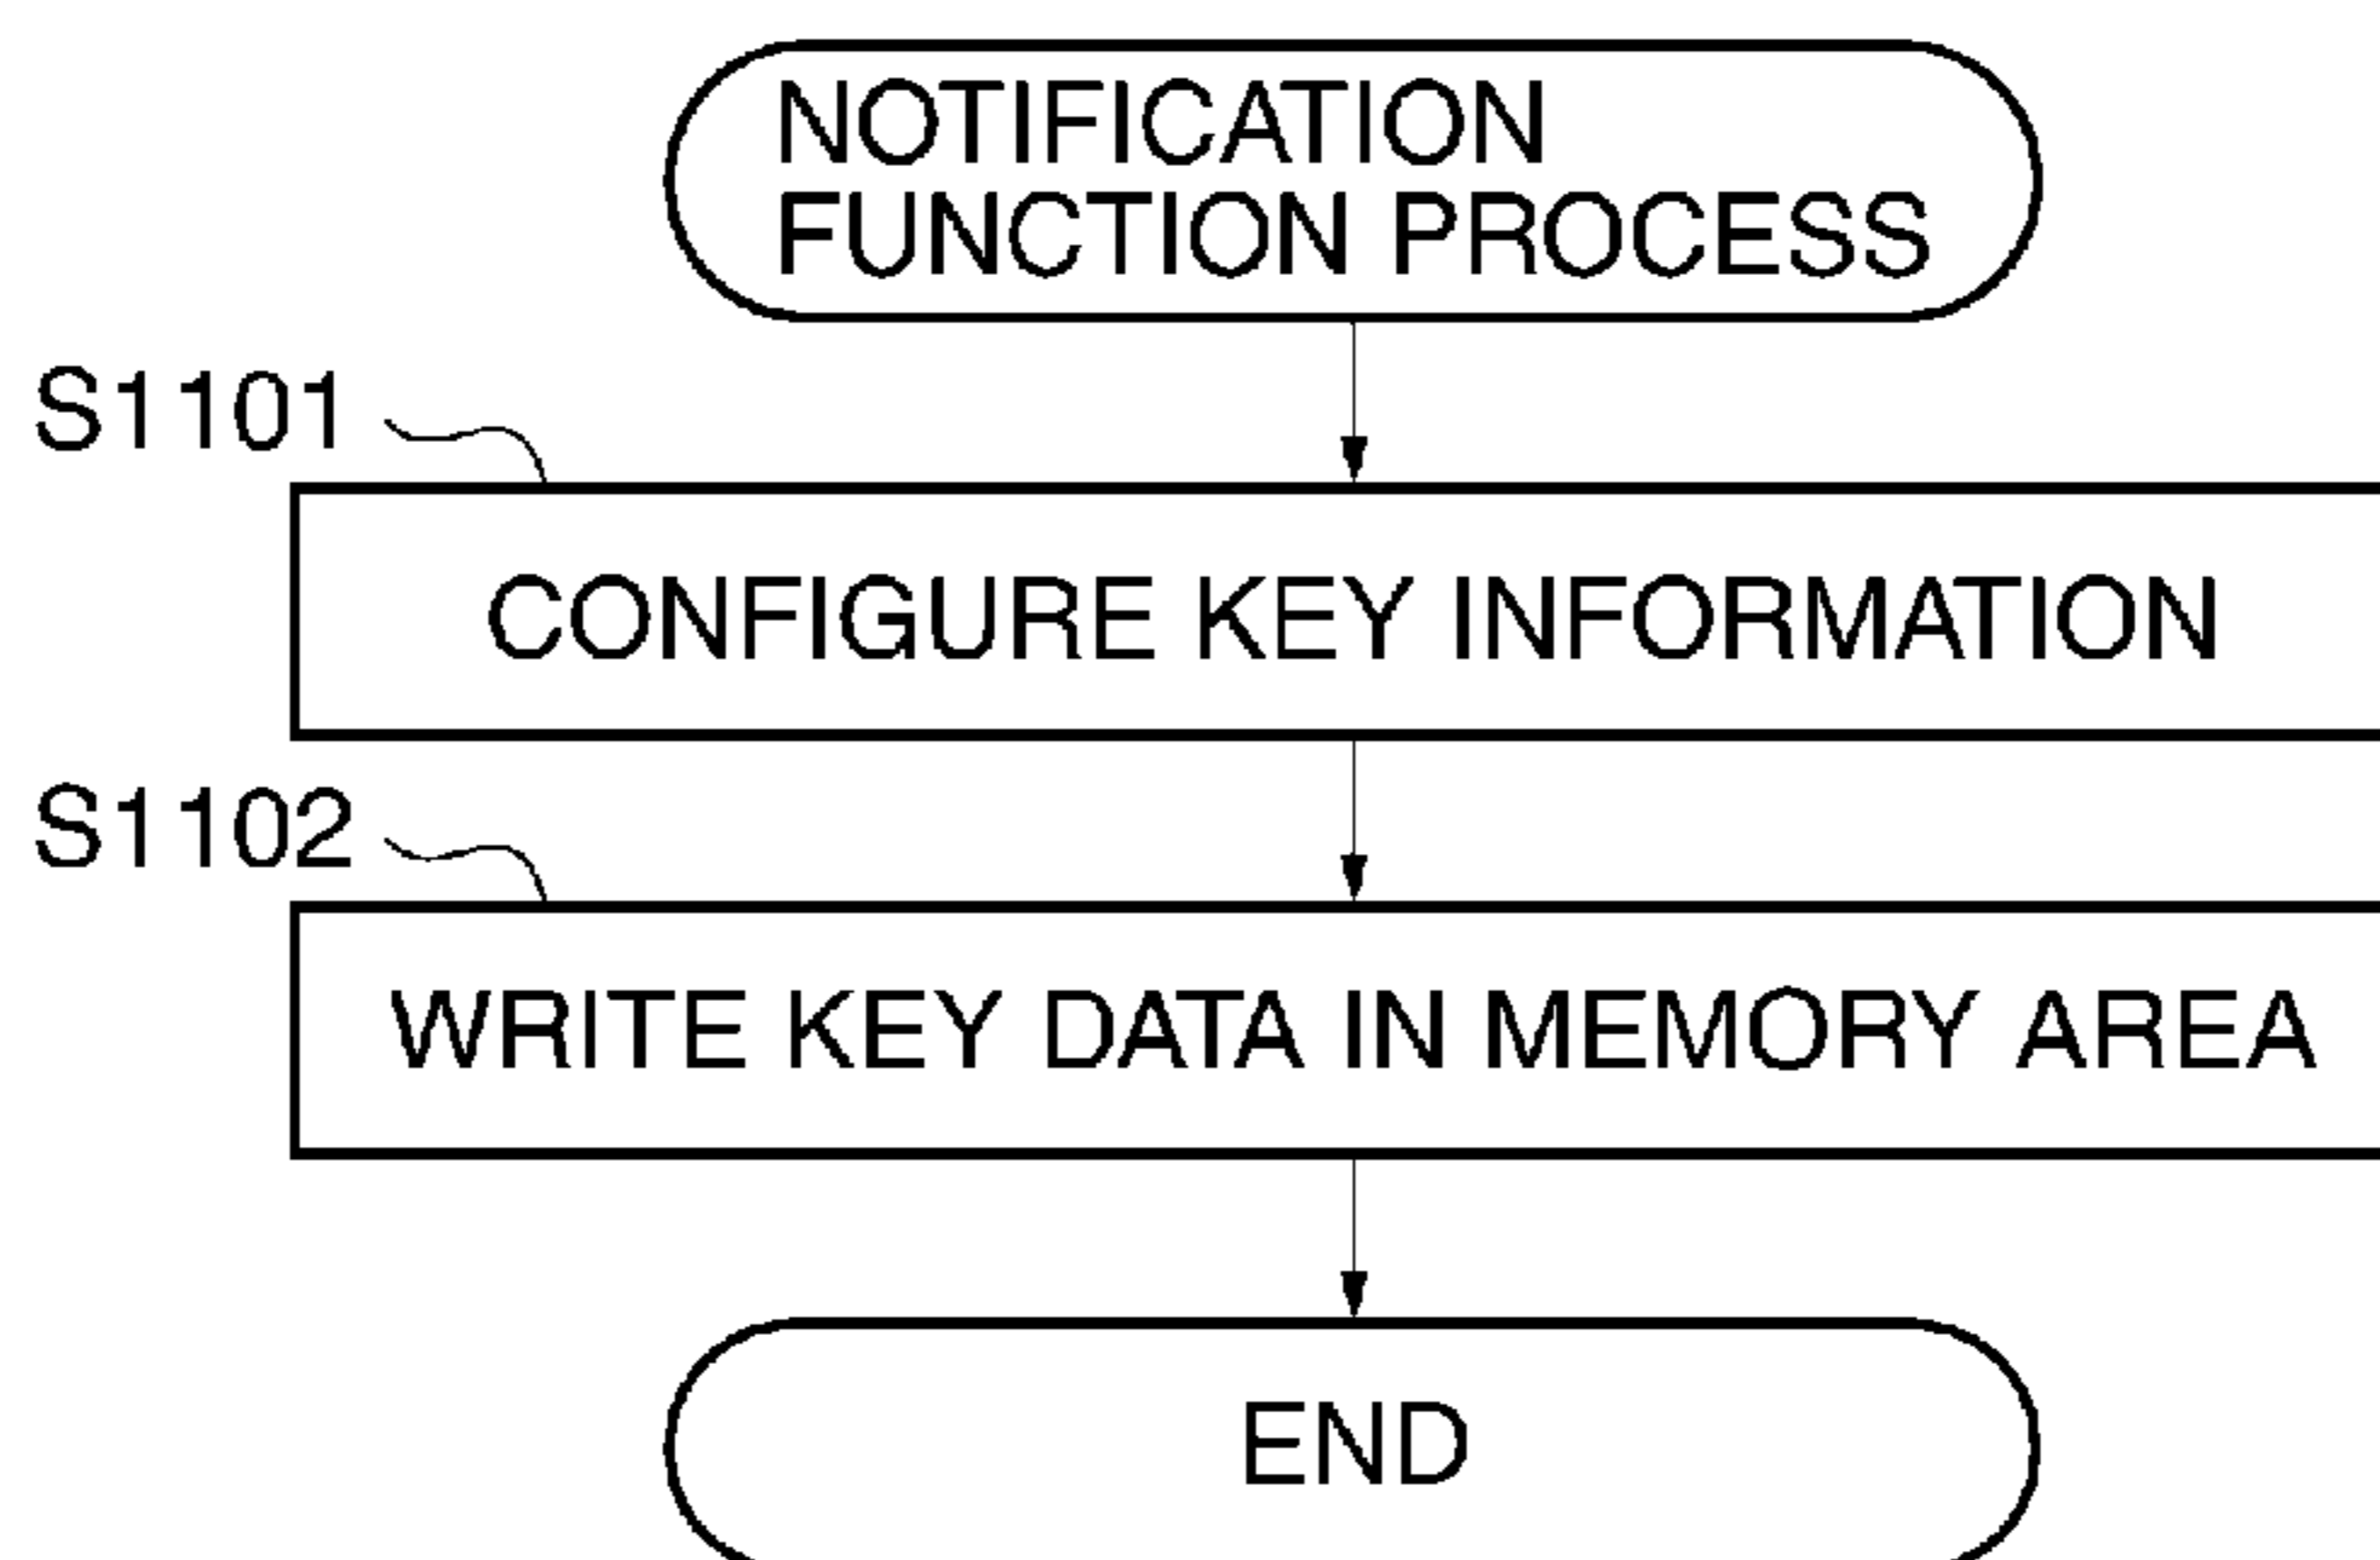 NOTIFICATION
FUNCTION PROCESS
S1101
CONFIGURE KEY INFORMATION
S1102
WRITE KEY DATA IN MEMORY AREA
END